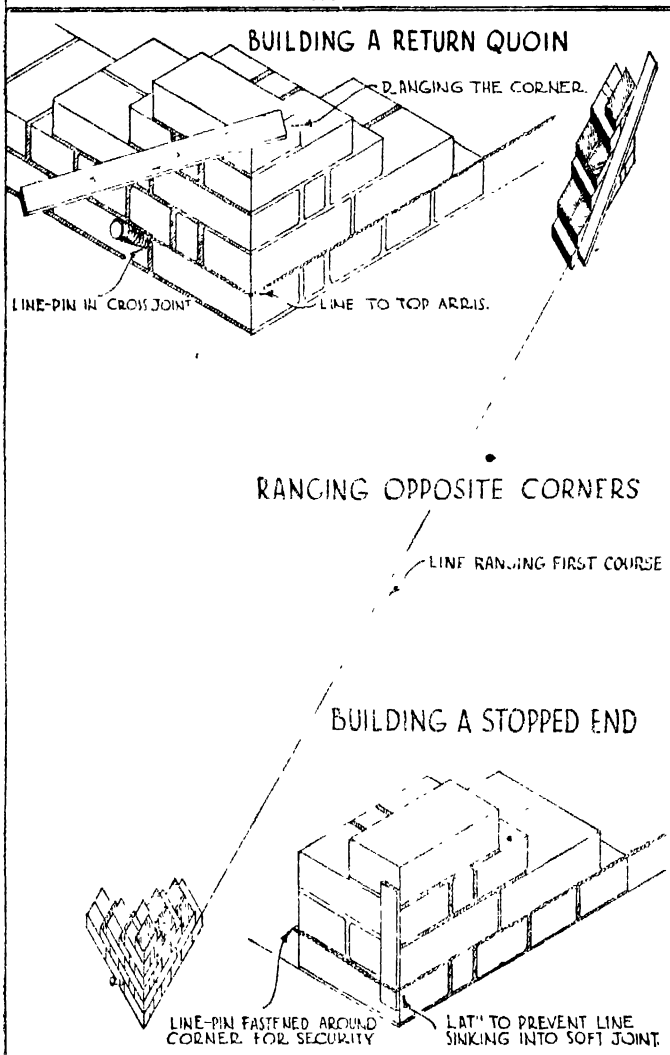 BUILDING A RETURN QUOIN
RANGING THE CORNER.
LINE-PIN IN CROSS JOINT
LINE TO TOP ARRIS.
RANGING OPPOSITE CORNERS
LINE RANGING FIRST COURSE
BUILDING A STOPPED END
LINE-PIN FASTENED AROUND
CORNER FOR SECURITY
LAT" TO PREVENT LINE
SINKING INTO SOFT JOINT.